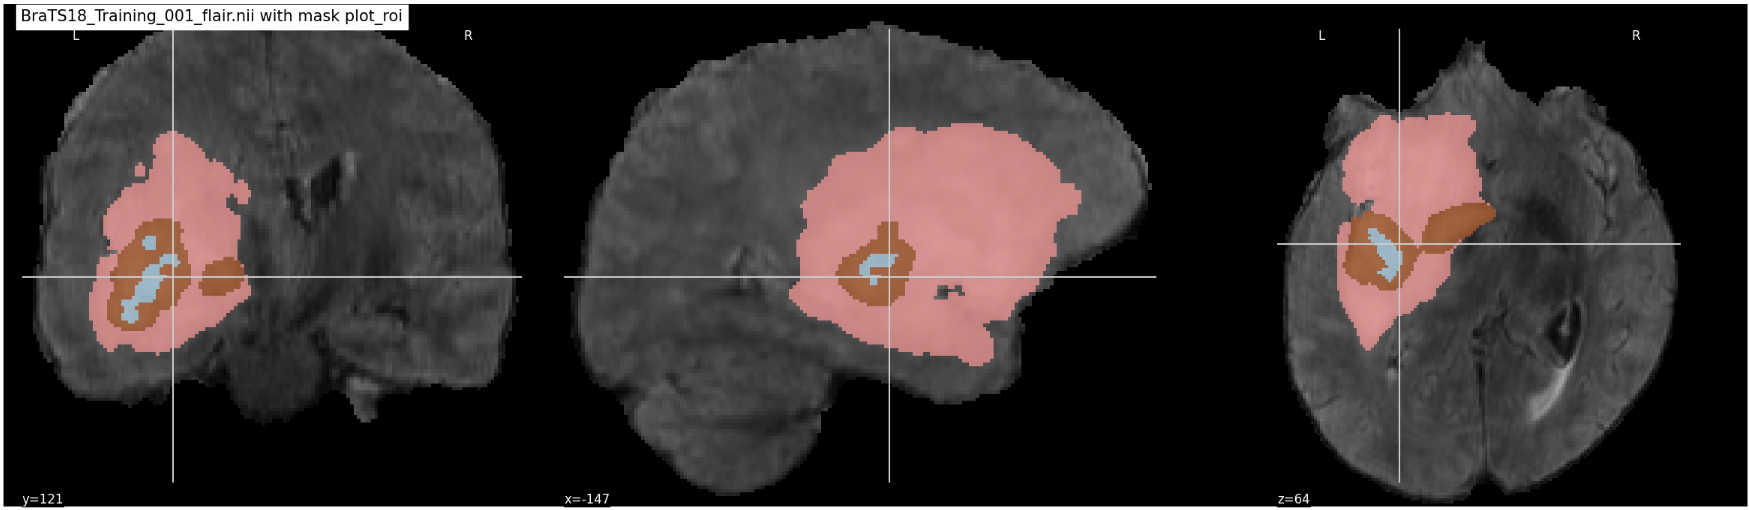 BraTS18_Training_001_flair.nii with mask plot_roi
L R
L R
y=121
x=-147
z=64